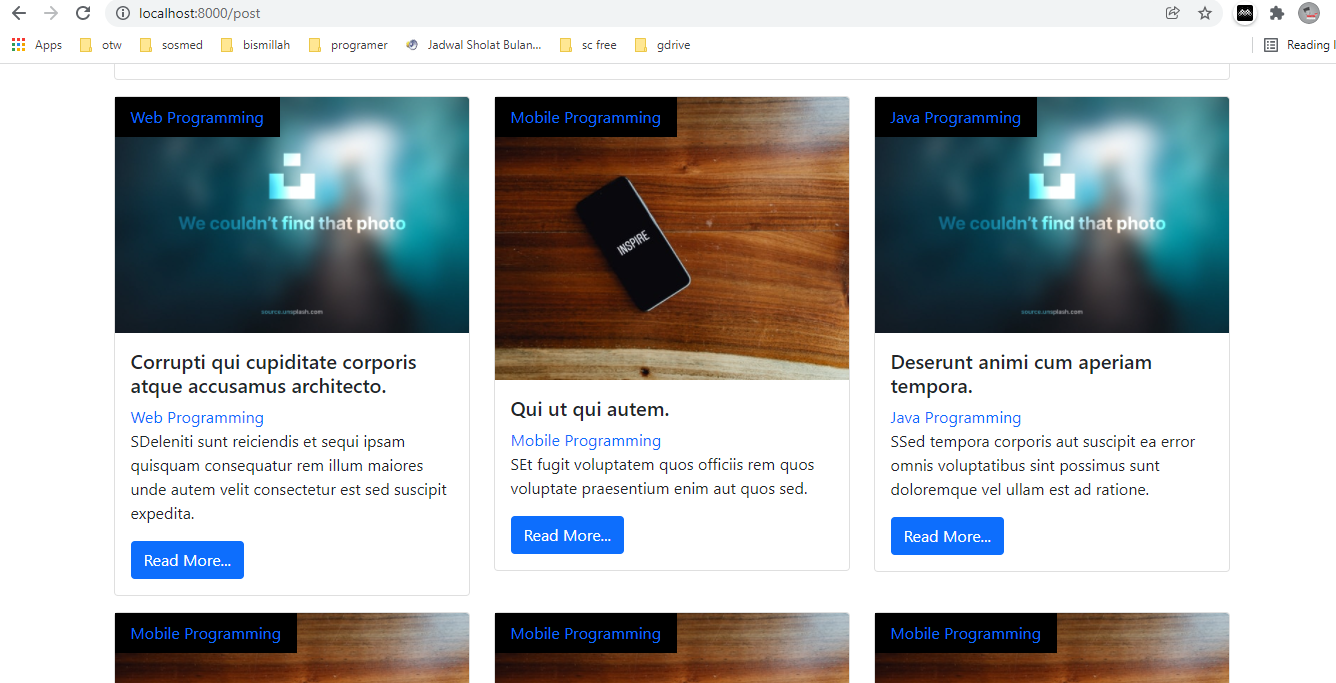 localhost:8000/post
Apps
otw
sosmed
bismillah
programer
Jadwal Sholat Bulan...
sc free
gdrive
Reading l
Web Programming
We couldn't find that photo
source.unsplash.com
Corrupti qui cupiditate corporis
atque accusamus architecto.
Web Programming
SDeleniti sunt reiciendis et sequi ipsam
quisquam consequatur rem illum maiores
unde autem velit consectetur est sed suscipit
expedita.
Read More...
Mobile Programming
INSPIRE
Qui ut qui autem.
Mobile Programming
SEt fugit voluptatem quos officiis rem quos
voluptate praesentium enim aut quos sed.
Read More...
Java Programming
We couldn't find that photo
source.unsplash.com
Deserunt animi cum aperiam
tempora.
Java Programming
SSed tempora corporis aut suscipit ea error
omnis voluptatibus sint possimus sunt
doloremque vel ullam est ad ratione.
Read More...
Mobile Programming
Mobile Programming
Mobile Programming